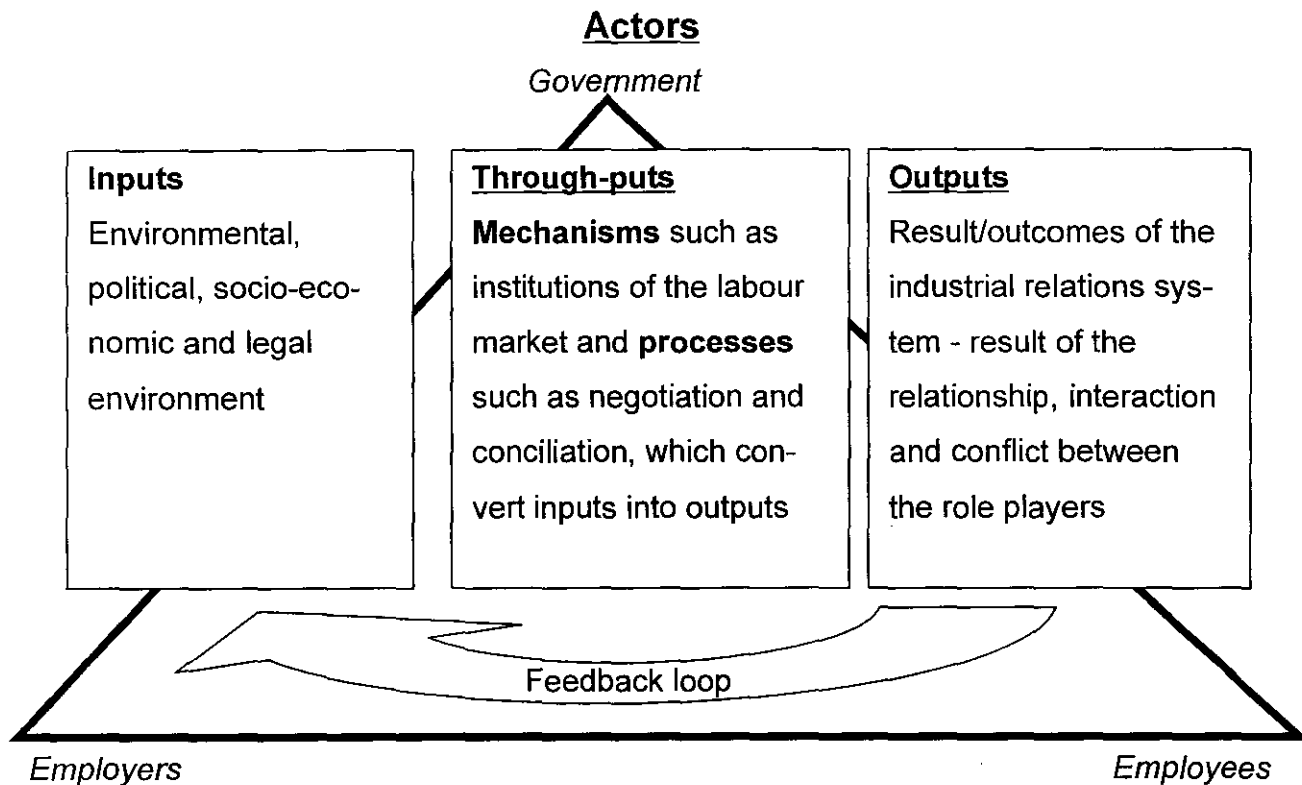 Actors
Government
Inputs
Environmental,
political, socio-eco-
nomic and legal
environment
Through-puts
Mechanisms such as
institutions of the labour
market and processes
such as negotiation and
conciliation, which con-
vert inputs into outputs
Outputs
Result/outcomes of the
industrial relations sys-
tem - result of the
relationship, interaction
and conflict between
the role players
Feedback loop
Employers
Employees